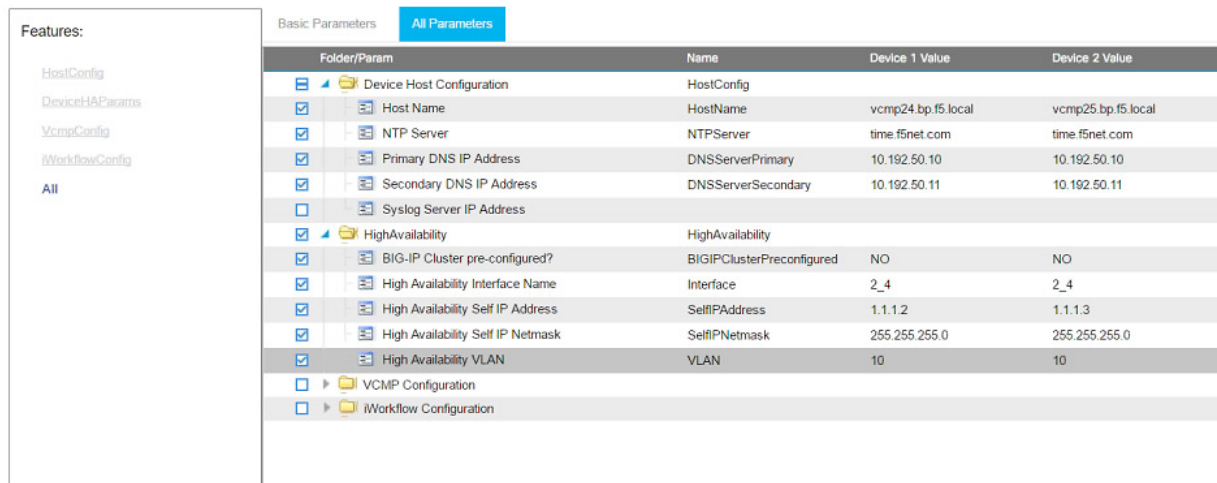 Features:
HostConfig
DeviceHAParams
VcmpConfig
iWorkflowConfig
All
Basic Parameters All Parameters
Folder/Param Name Device 1 Value Device 2 Value
Device Host Configuration HostConfig
Host Name HostName vcmp24.bp.f5.local vcmp25.bp.f5.local
NTP Server NTPServer time.f5net.com time.f5net.com
Primary DNS IP Address DNSServerPrimary 10.192.50.10 10.192.50.10
Secondary DNS IP Address DNSServerSecondary 10.192.50.11 10.192.50.11
Syslog Server IP Address
HighAvailability HighAvailability
BIG-IP Cluster pre-configured? BIGIPClusterPreconfigured NO NO
High Availability Interface Name Interface 2_4 2_4
High Availability Self IP Address SelfIPAddress 1.1.1.2 1.1.1.3
High Availability Self IP Netmask SelfIPNetmask 255.255.255.0 255.255.255.0
High Availability VLAN VLAN 10 10
VCMP Configuration
iWorkflow Configuration